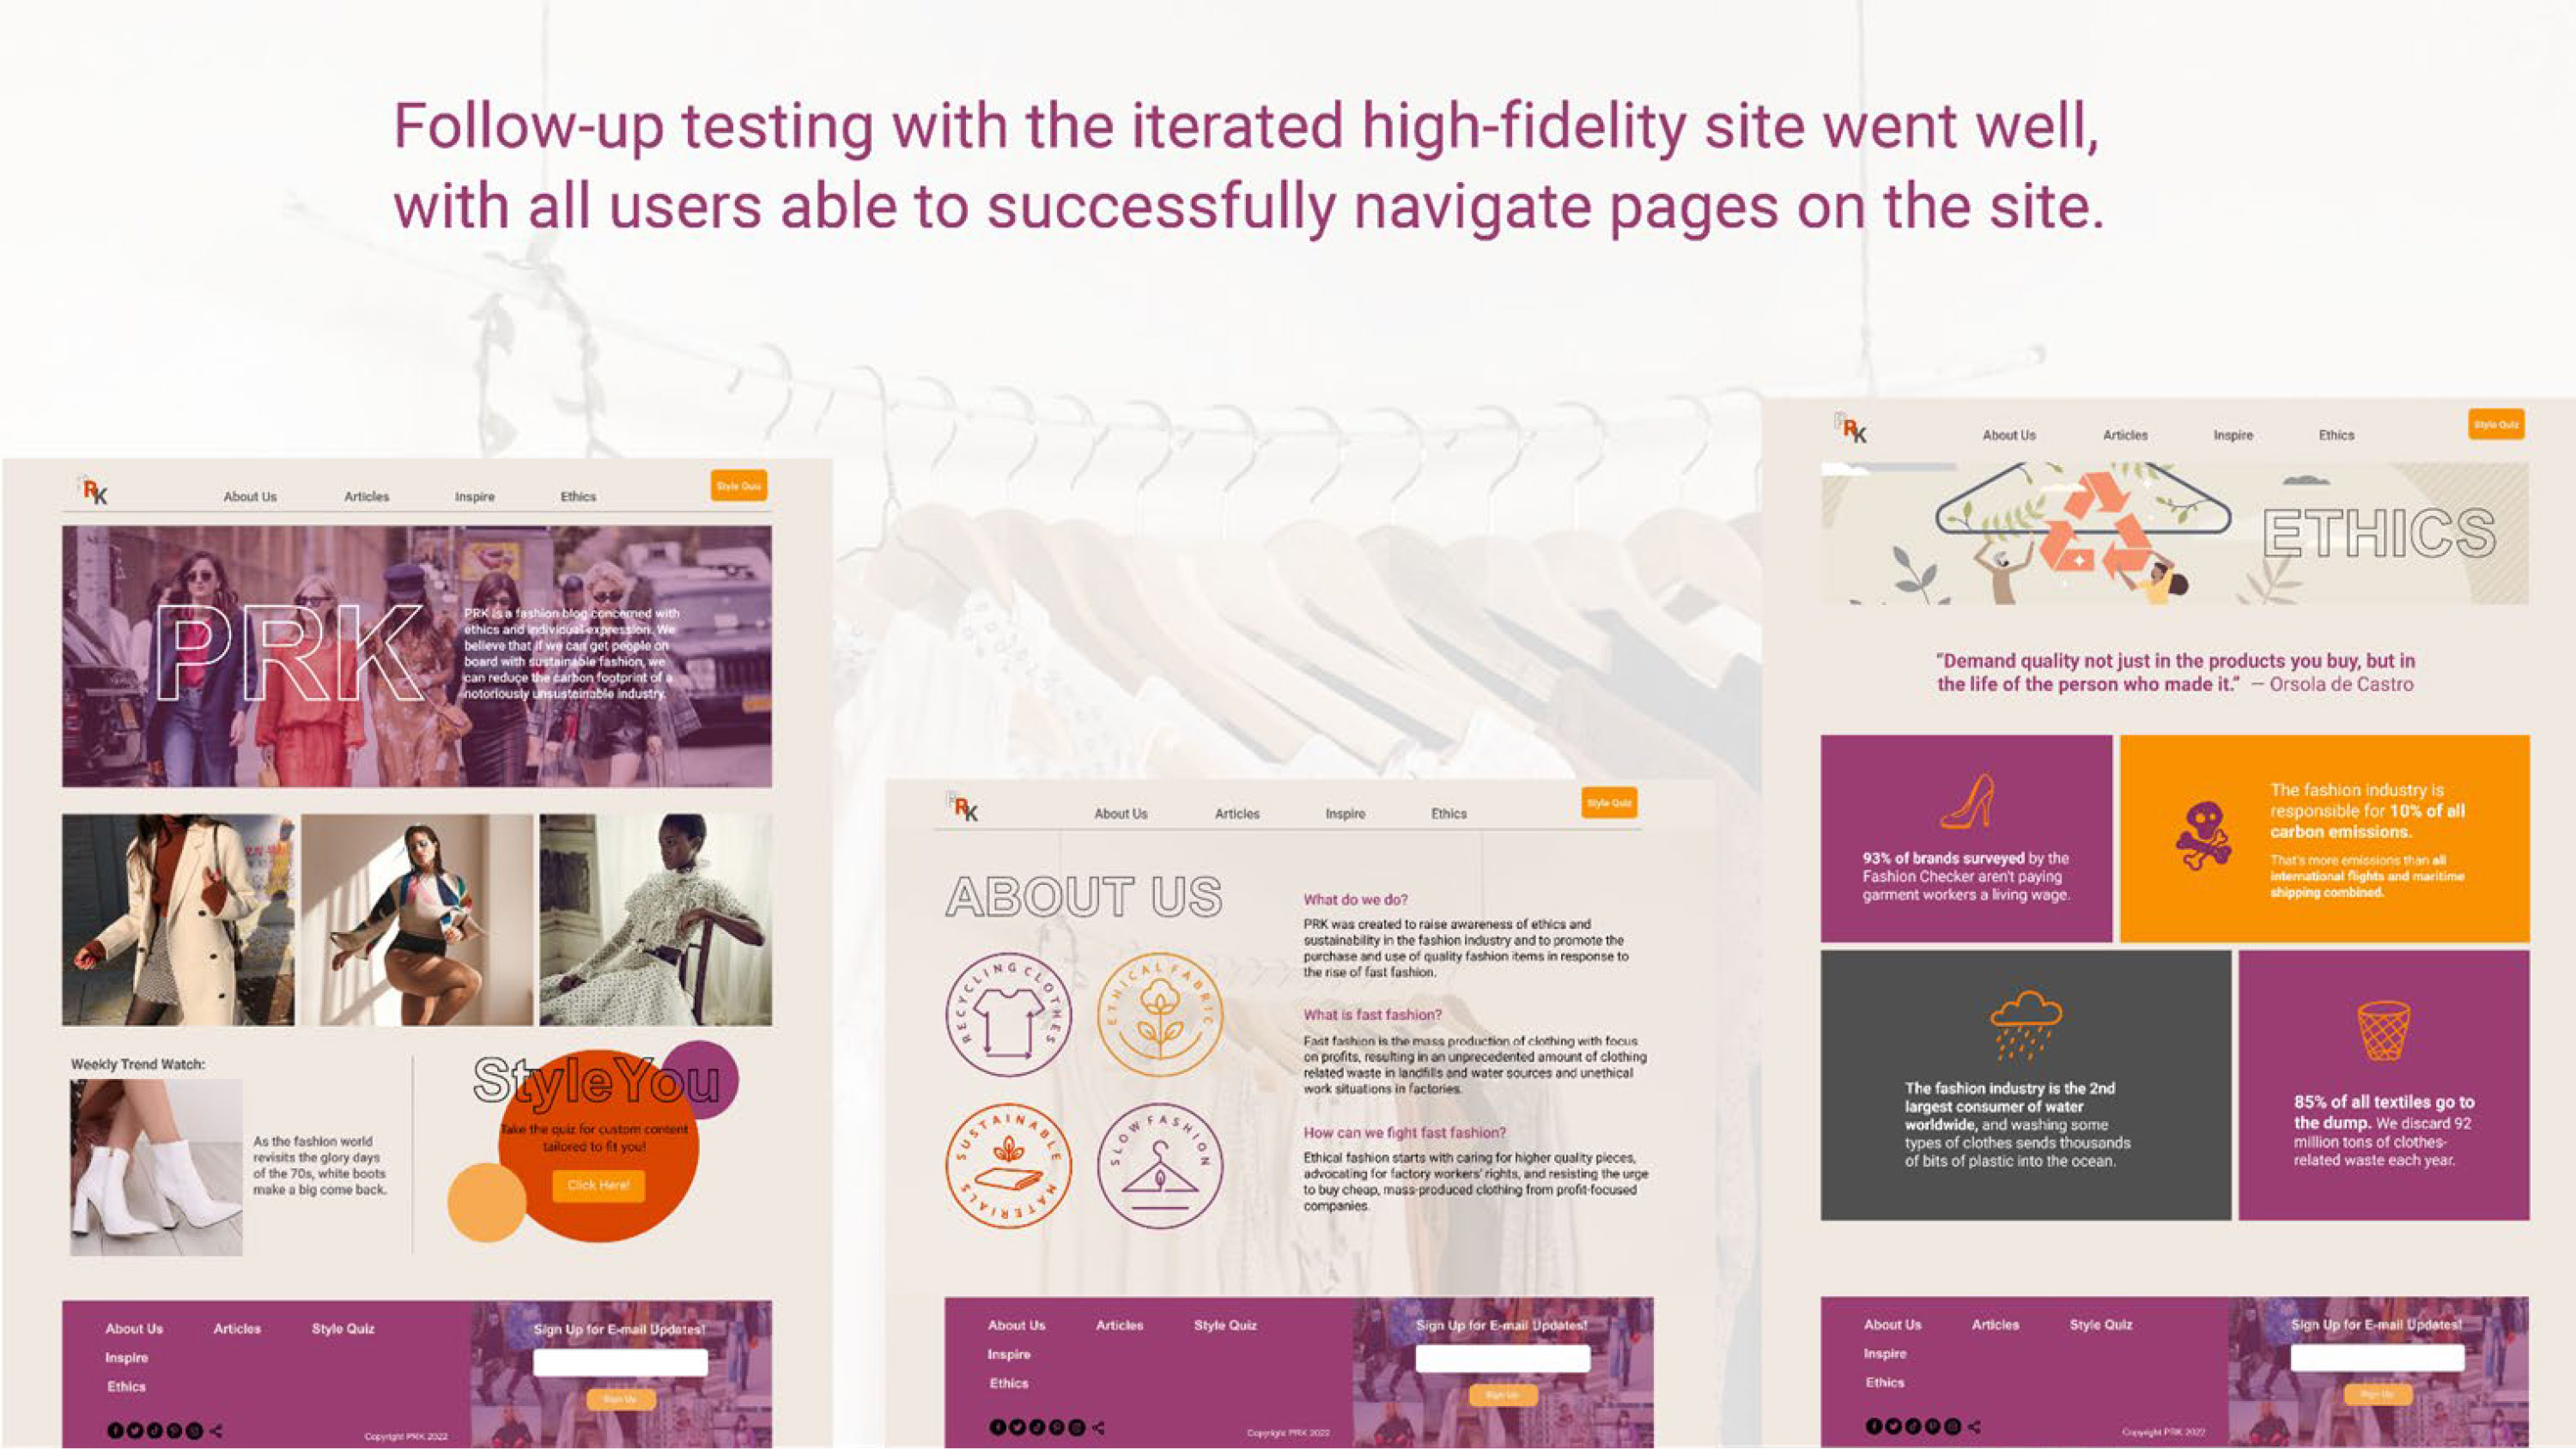 Follow-up testing with the iterated high-fidelity site went well,
with all users able to successfully navigate pages on the site.
PRK
About Us
Articles
Inspire
Ethics
Style Quiz
PRK
PRK is a fashion blog concerned with
ethics and individual expression. We
believe that if we can get people on
board with sustainable fashion, we
can reduce the carbon footprint of a
notoriously unsustainable industry.
Weekly Trend Watch:
As the fashion world
revisits the glory days
of the 70s, white boots
make a big come back.
StyleYou
Take the quiz for custom content
tailored to fit you!
Click Here!
About Us
Articles
Style Quiz
Inspire
Ethics
Sign Up for E-mail Updates!
Sign Up
Copyright PRK 2022
PRK
About Us
Articles
Inspire
Ethics
Style Quiz
ABOUT US
RECYCLING CLOTHES
ETHICAL FABRIC
SUSTAINABLE MATERIALS
SLOW FASHION
What do we do?
PRK was created to raise awareness of ethics and
sustainability in the fashion industry and to promote the
purchase and use of quality fashion items in response to
the rise of fast fashion.
What is fast fashion?
Fast fashion is the mass production of clothing with focus
on profits, resulting in an unprecedented amount of clothing
related waste in landfills and water sources and unethical
work situations in factories.
How can we fight fast fashion?
Ethical fashion starts with caring for higher quality pieces,
advocating for factory workers' rights, and resisting the urge
to buy cheap, mass-produced clothing from profit-focused
companies.
About Us
Articles
Style Quiz
Inspire
Ethics
Sign Up for E-mail Updates!
Sign Up
Copyright PRK 2022
PRK
About Us
Articles
Inspire
Ethics
Style Quiz
ETHICS
"Demand quality not just in the products you buy, but in
the life of the person who made it." — Orsola de Castro
93% of brands surveyed by the
Fashion Checker aren't paying
garment workers a living wage.
The fashion industry is
responsible for 10% of all
carbon emissions.
That's more emissions than all
international flights and maritime
shipping combined.
The fashion industry is the 2nd
largest consumer of water
worldwide, and washing some
types of clothes sends thousands
of bits of plastic into the ocean.
85% of all textiles go to
the dump. We discard 92
million tons of clothes-
related waste each year.
About Us
Articles
Style Quiz
Inspire
Ethics
Sign Up for E-mail Updates!
Sign Up
Copyright PRK 2022